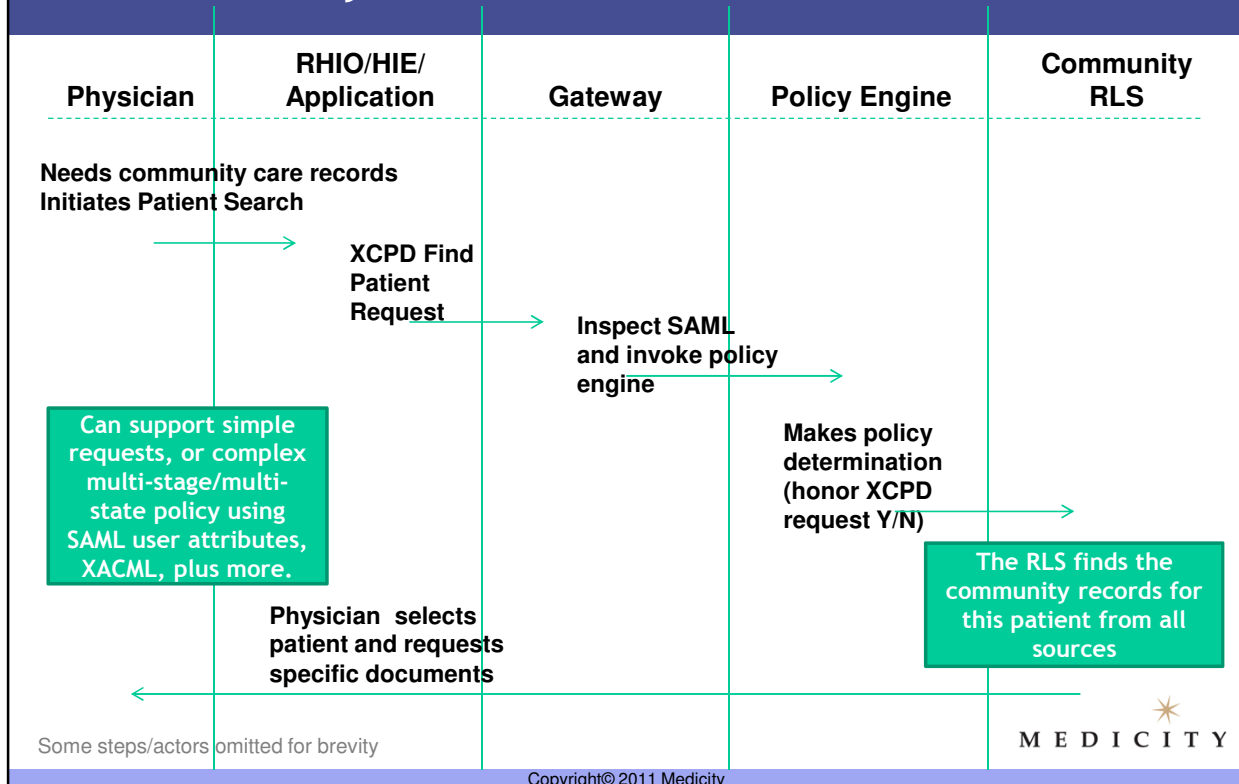 Physician
RHIO/HIE/
Application
Gateway
Policy Engine
Community
RLS
Needs community care records
Initiates Patient Search
XCPD Find
Patient
Request
Inspect SAML
and invoke policy
engine
Can support simple
requests, or complex
multi-stage/multi-
state policy using
SAML user attributes,
XACML, plus more.
Makes policy
determination
(honor XCPD
request Y/N)
The RLS finds the
community records for
this patient from all
sources
Physician selects
patient and requests
specific documents
Some steps/actors omitted for brevity
MEDICITY
Copyright© 2011 Medicity